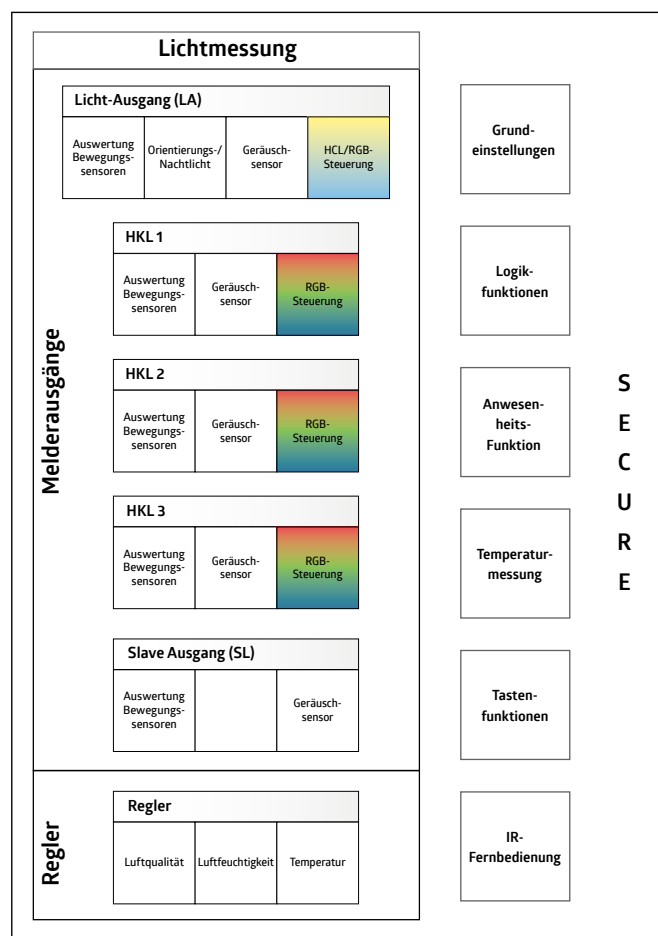 Lichtmessung
Melderausgänge
Licht-Ausgang (LA)
Auswertung
Bewegungs-
sensoren
Orientierungs-/
Nachtlicht
Geräusch-
sensor
HCL/RGB-
Steuerung
HKL 1
Auswertung
Bewegungs-
sensoren
Geräusch-
sensor
RGB-
Steuerung
HKL 2
Auswertung
Bewegungs-
sensoren
Geräusch-
sensor
RGB-
Steuerung
HKL 3
Auswertung
Bewegungs-
sensoren
Geräusch-
sensor
RGB-
Steuerung
Slave Ausgang (SL)
Auswertung
Bewegungs-
sensoren
Geräusch-
sensor
Regler
Regler
Luftqualität
Luftfeuchtigkeit
Temperatur
Grund-
einstellungen
Logik-
funktionen
Anwesen-
heits-
Funktion
Temperatur-
messung
Tasten-
funktionen
IR-
Fernbedienung
S
E
C
U
R
E